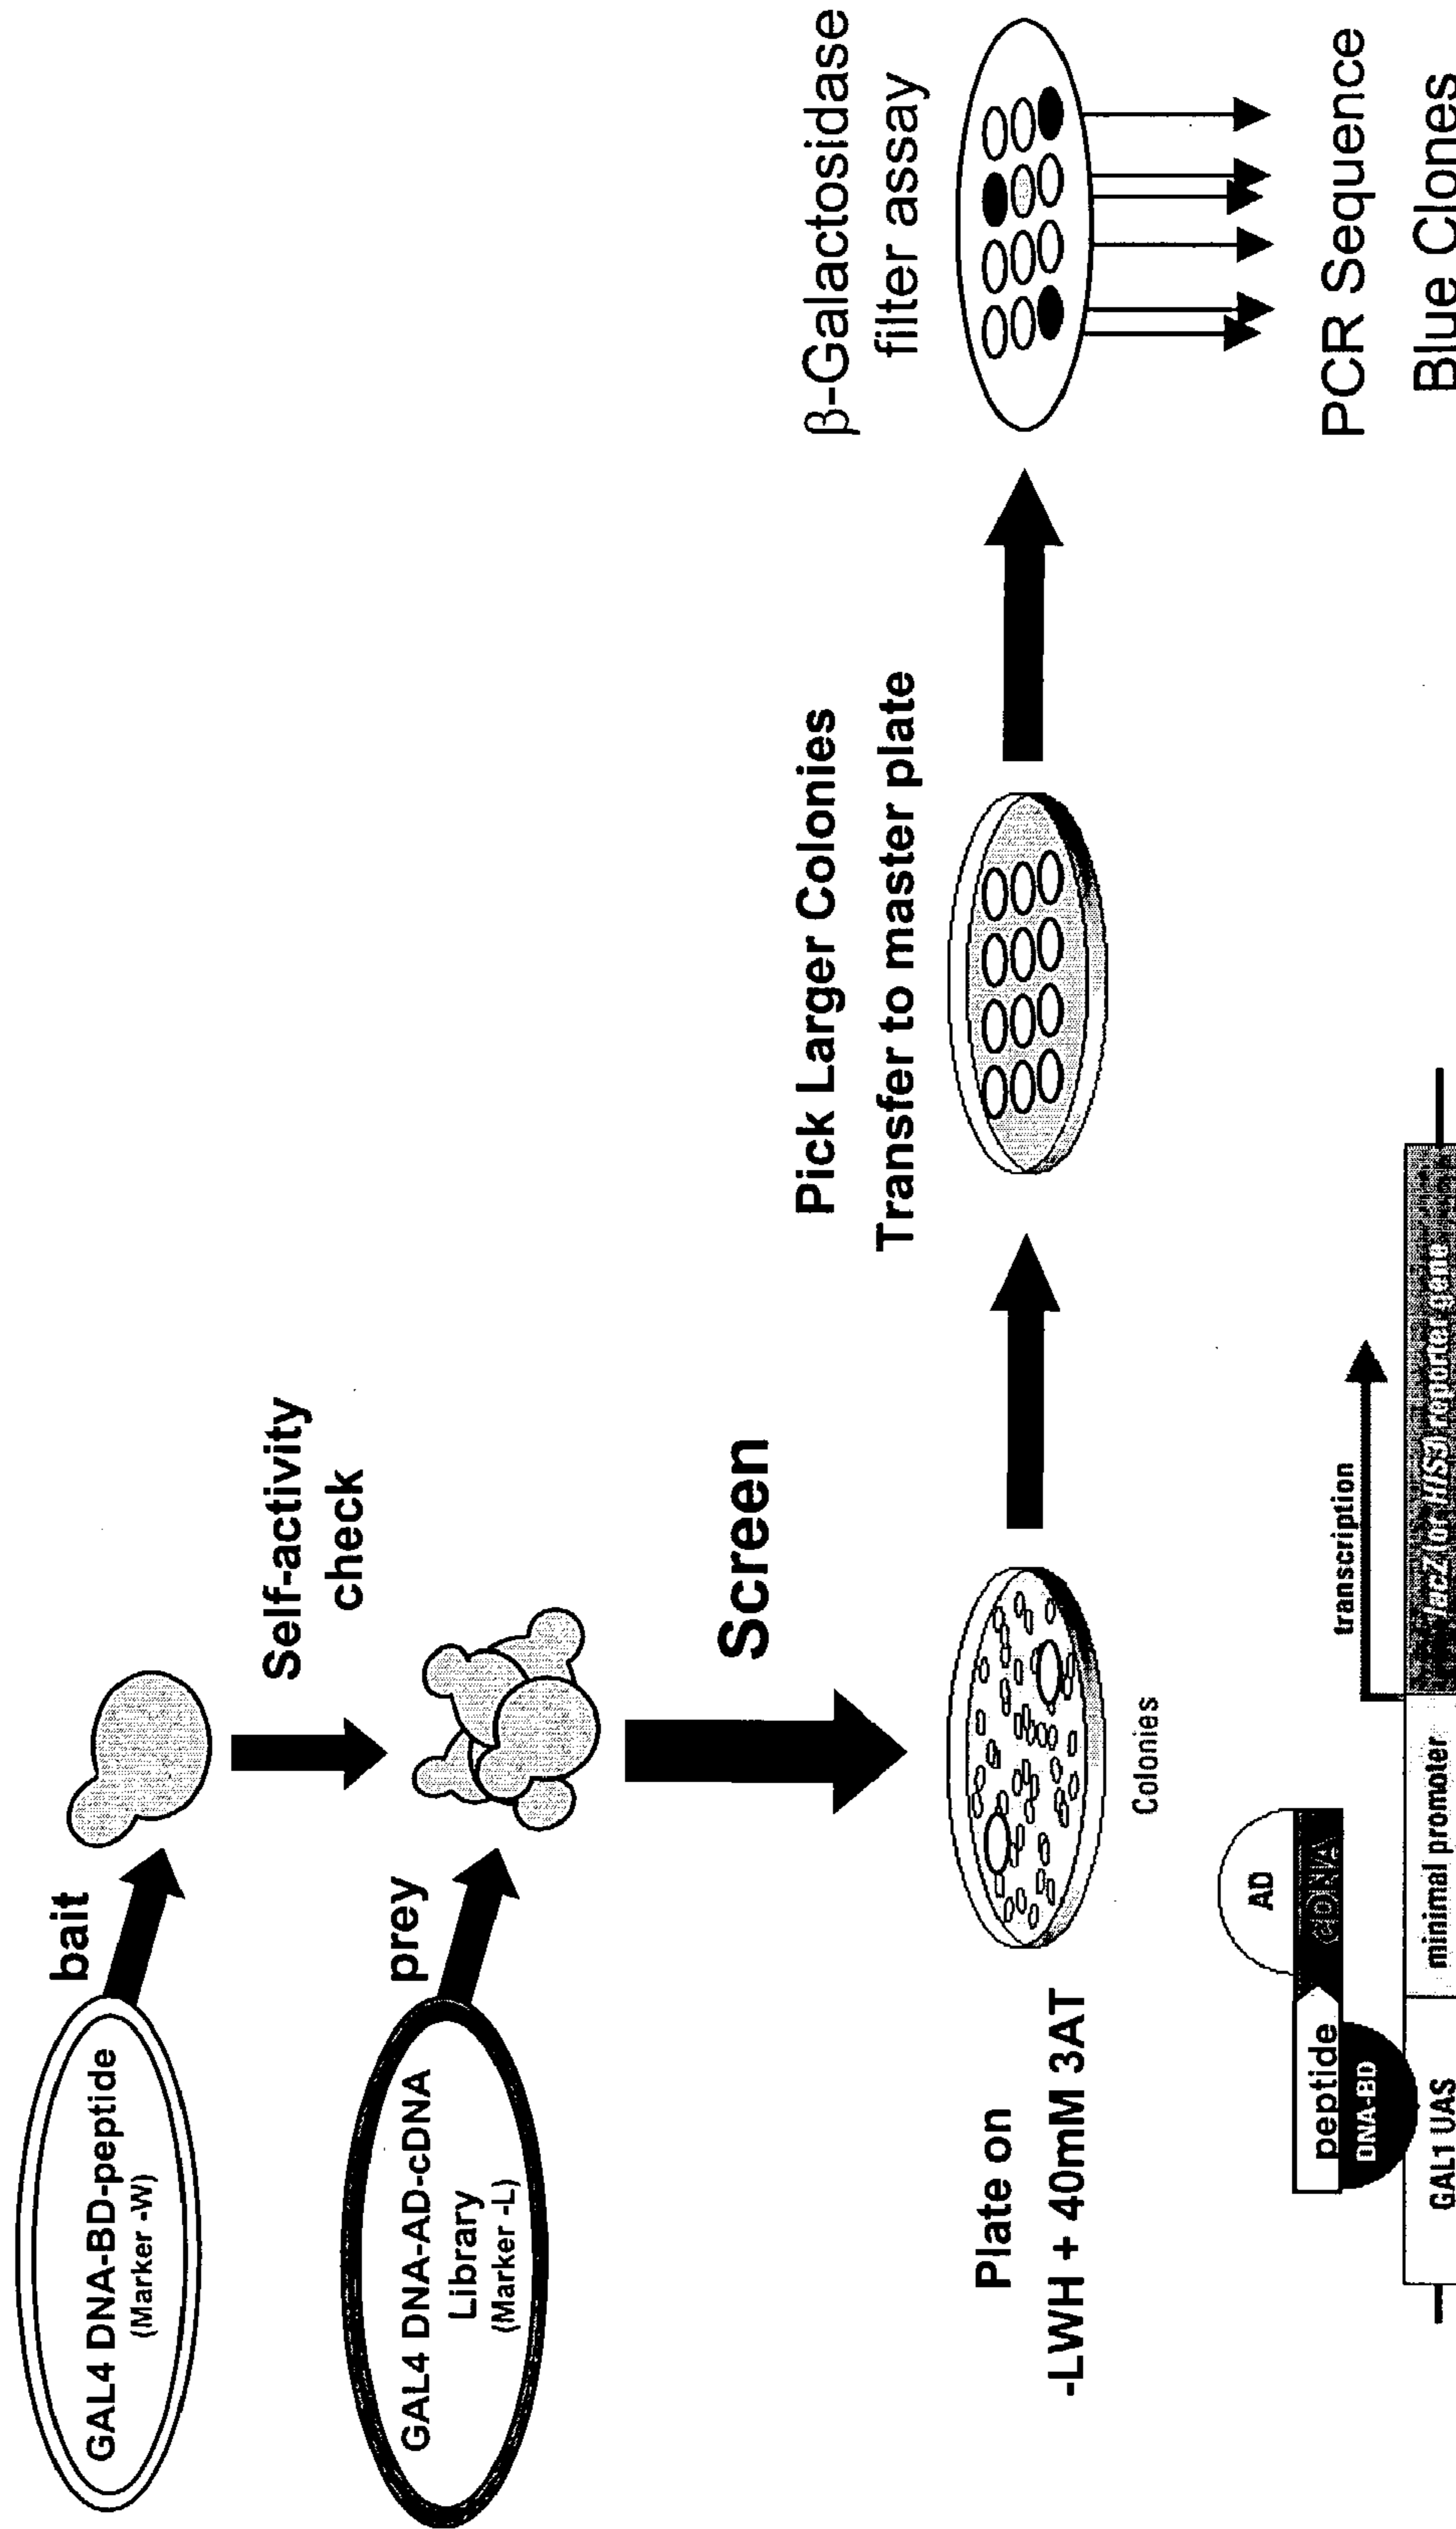 GAL4 DNA-BD-peptide
(Marker -W)
bait
Self-activity
check
GAL4 DNA-AD-cDNA
Library
(Marker -L)
prey
Screen
Plate on
-LWH + 40mM 3AT
Colonies
Pick Larger Colonies
Transfer to master plate
β-Galactosidase
filter assay
PCR Sequence
Blue Clones
AD
peptide
cDNA
DNA-BD
transcription
GAL1 UAS
minimal promoter
lacZ (or HIS3) reporter gene